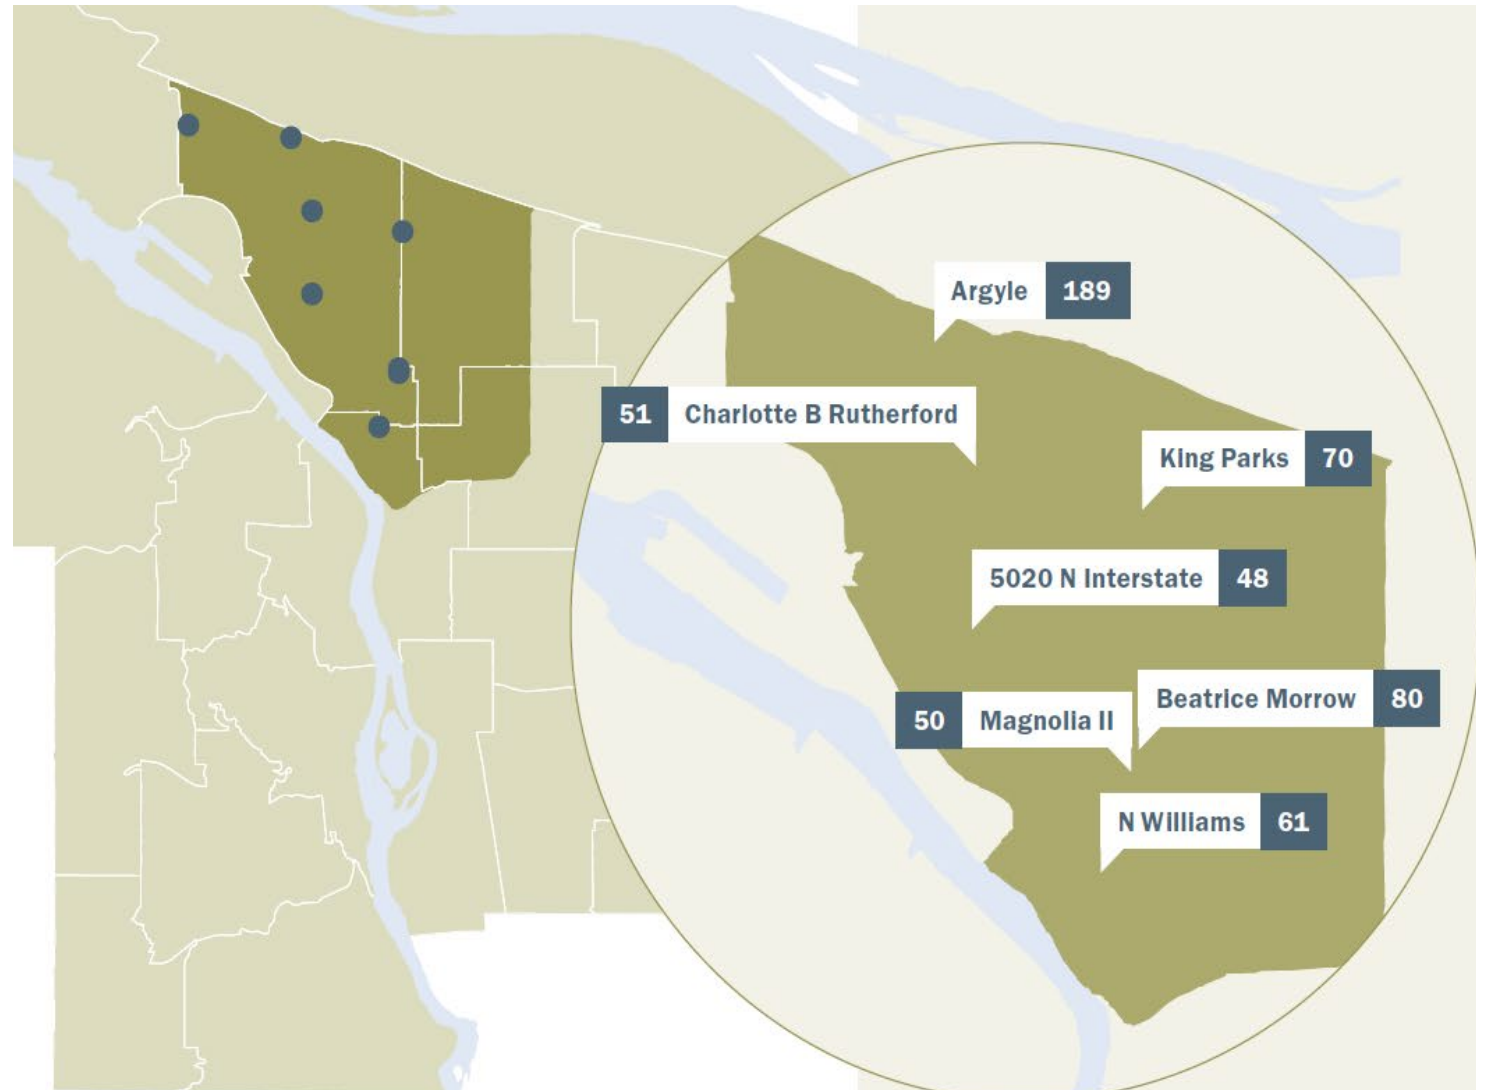 Argyle 189
51 Charlotte B Rutherford
King Parks 70
5020 N Interstate 48
Beatrice Morrow 80
50 Magnolia II
N Williams 61